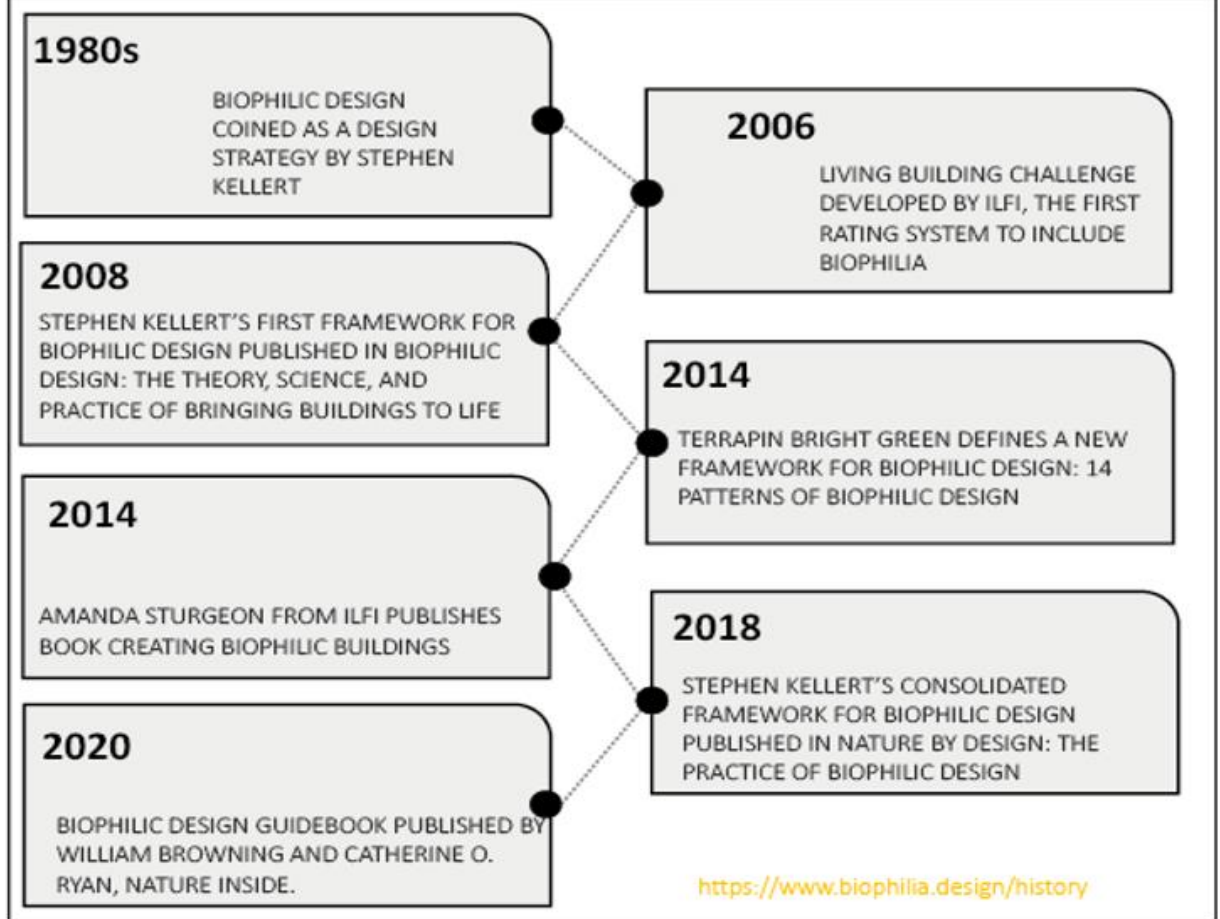 1980s
BIOPHILIC DESIGN
COINED AS A DESIGN
STRATEGY BY STEPHEN
KELLERT
2006
LIVING BUILDING CHALLENGE
DEVELOPED BY ILFI, THE FIRST
RATING SYSTEM TO INCLUDE
BIOPHILIA
2008
STEPHEN KELLERT'S FIRST FRAMEWORK FOR
BIOPHILIC DESIGN PUBLISHED IN BIOPHILIC
DESIGN: THE THEORY, SCIENCE, AND
PRACTICE OF BRINGING BUILDINGS TO LIFE
2014
TERRAPIN BRIGHT GREEN DEFINES A NEW
FRAMEWORK FOR BIOPHILIC DESIGN: 14
PATTERNS OF BIOPHILIC DESIGN
2014
AMANDA STURGEON FROM ILFI PUBLISHES
BOOK CREATING BIOPHILIC BUILDINGS
2018
STEPHEN KELLERT'S CONSOLIDATED
FRAMEWORK FOR BIOPHILIC DESIGN
PUBLISHED IN NATURE BY DESIGN: THE
PRACTICE OF BIOPHILIC DESIGN
2020
BIOPHILIC DESIGN GUIDEBOOK PUBLISHED BY
WILLIAM BROWNING AND CATHERINE O.
RYAN, NATURE INSIDE.
https://www.biophilia.design/history